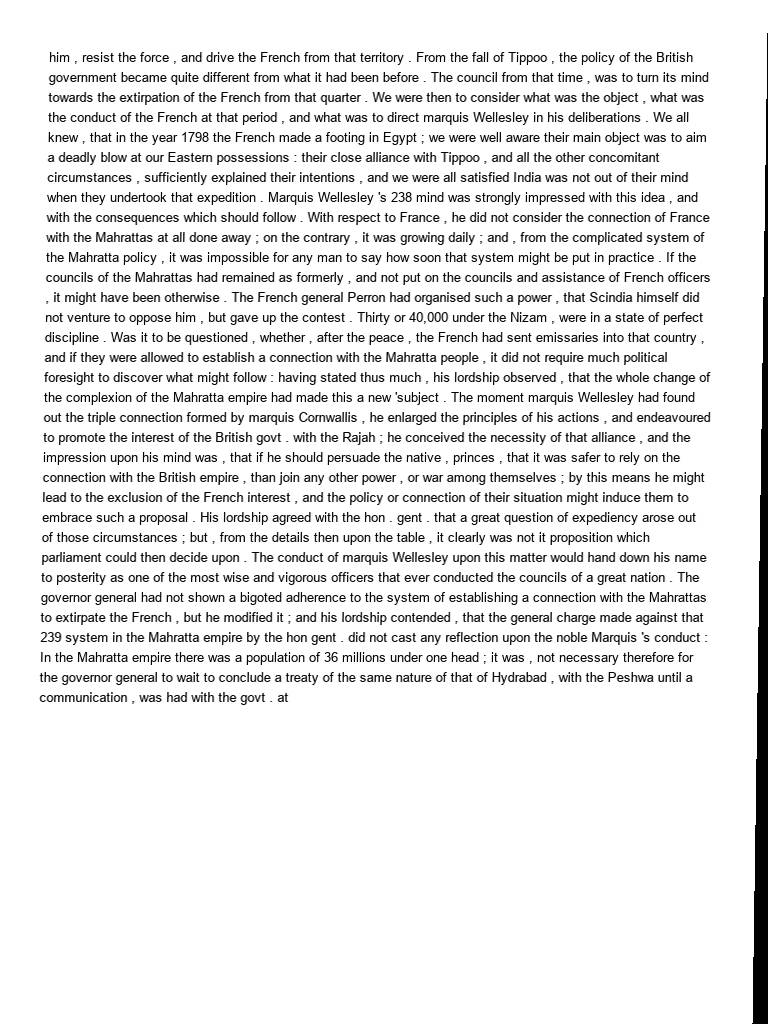 him , resist the force , and drive the French from that territory . From the fall of Tippoo , the policy of the British
government became quite different from what it had been before . The council from that time , was to turn its mind
towards the extirpation of the French from that quarter . We were then to consider what was the object , what was
the conduct of the French at that period , and what was to direct marquis Wellesley in his deliberations . We all
knew , that in the year 1798 the French made a footing in Egypt ; we were well aware their main object was to aim
a deadly blow at our Eastern possessions : their close alliance with Tippoo , and all the other concomitant
circumstances , sufficiently explained their intentions , and we were all satisfied India was not out of their mind
when they undertook that expedition . Marquis Wellesley 's 238 mind was strongly impressed with this idea , and
with the consequences which should follow . With respect to France , he did not consider the connection of France
with the Mahrattas at all done away ; on the contrary , it was growing daily ; and , from the complicated system of
the Mahratta policy , it was impossible for any man to say how soon that system might be put in practice . If the
councils of the Mahrattas had remained as formerly , and not put on the councils and assistance of French officers
, it might have been otherwise . The French general Perron had organised such a power , that Scindia himself did
not venture to oppose him , but gave up the contest . Thirty or 40,000 under the Nizam , were in a state of perfect
discipline . Was it to be questioned , whether , after the peace , the French had sent emissaries into that country ,
and if they were allowed to establish a connection with the Mahratta people , it did not require much political
foresight to discover what might follow : having stated thus much , his lordship observed , that the whole change of
the complexion of the Mahratta empire had made this a new 'subject . The moment marquis Wellesley had found
out the triple connection formed by marquis Cornwallis , he enlarged the principles of his actions , and endeavoured
to promote the interest of the British govt . with the Rajah ; he conceived the necessity of that alliance , and the
impression upon his mind was , that if he should persuade the native , princes , that it was safer to rely on the
connection with the British empire , than join any other power , or war among themselves ; by this means he might
lead to the exclusion of the French interest , and the policy or connection of their situation might induce them to
embrace such a proposal . His lordship agreed with the hon . gent . that a great question of expediency arose out
of those circumstances ; but , from the details then upon the table , it clearly was not it proposition which
parliament could then decide upon . The conduct of marquis Wellesley upon this matter would hand down his name
to posterity as one of the most wise and vigorous officers that ever conducted the councils of a great nation . The
governor general had not shown a bigoted adherence to the system of establishing a connection with the Mahrattas
to extirpate the French , but he modified it ; and his lordship contended , that the general charge made against that
239 system in the Mahratta empire by the hon gent . did not cast any reflection upon the noble Marquis 's conduct :
In the Mahratta empire there was a population of 36 millions under one head ; it was , not necessary therefore for
the governor general to wait to conclude a treaty of the same nature of that of Hydrabad , with the Peshwa until a
communication , was had with the govt . at